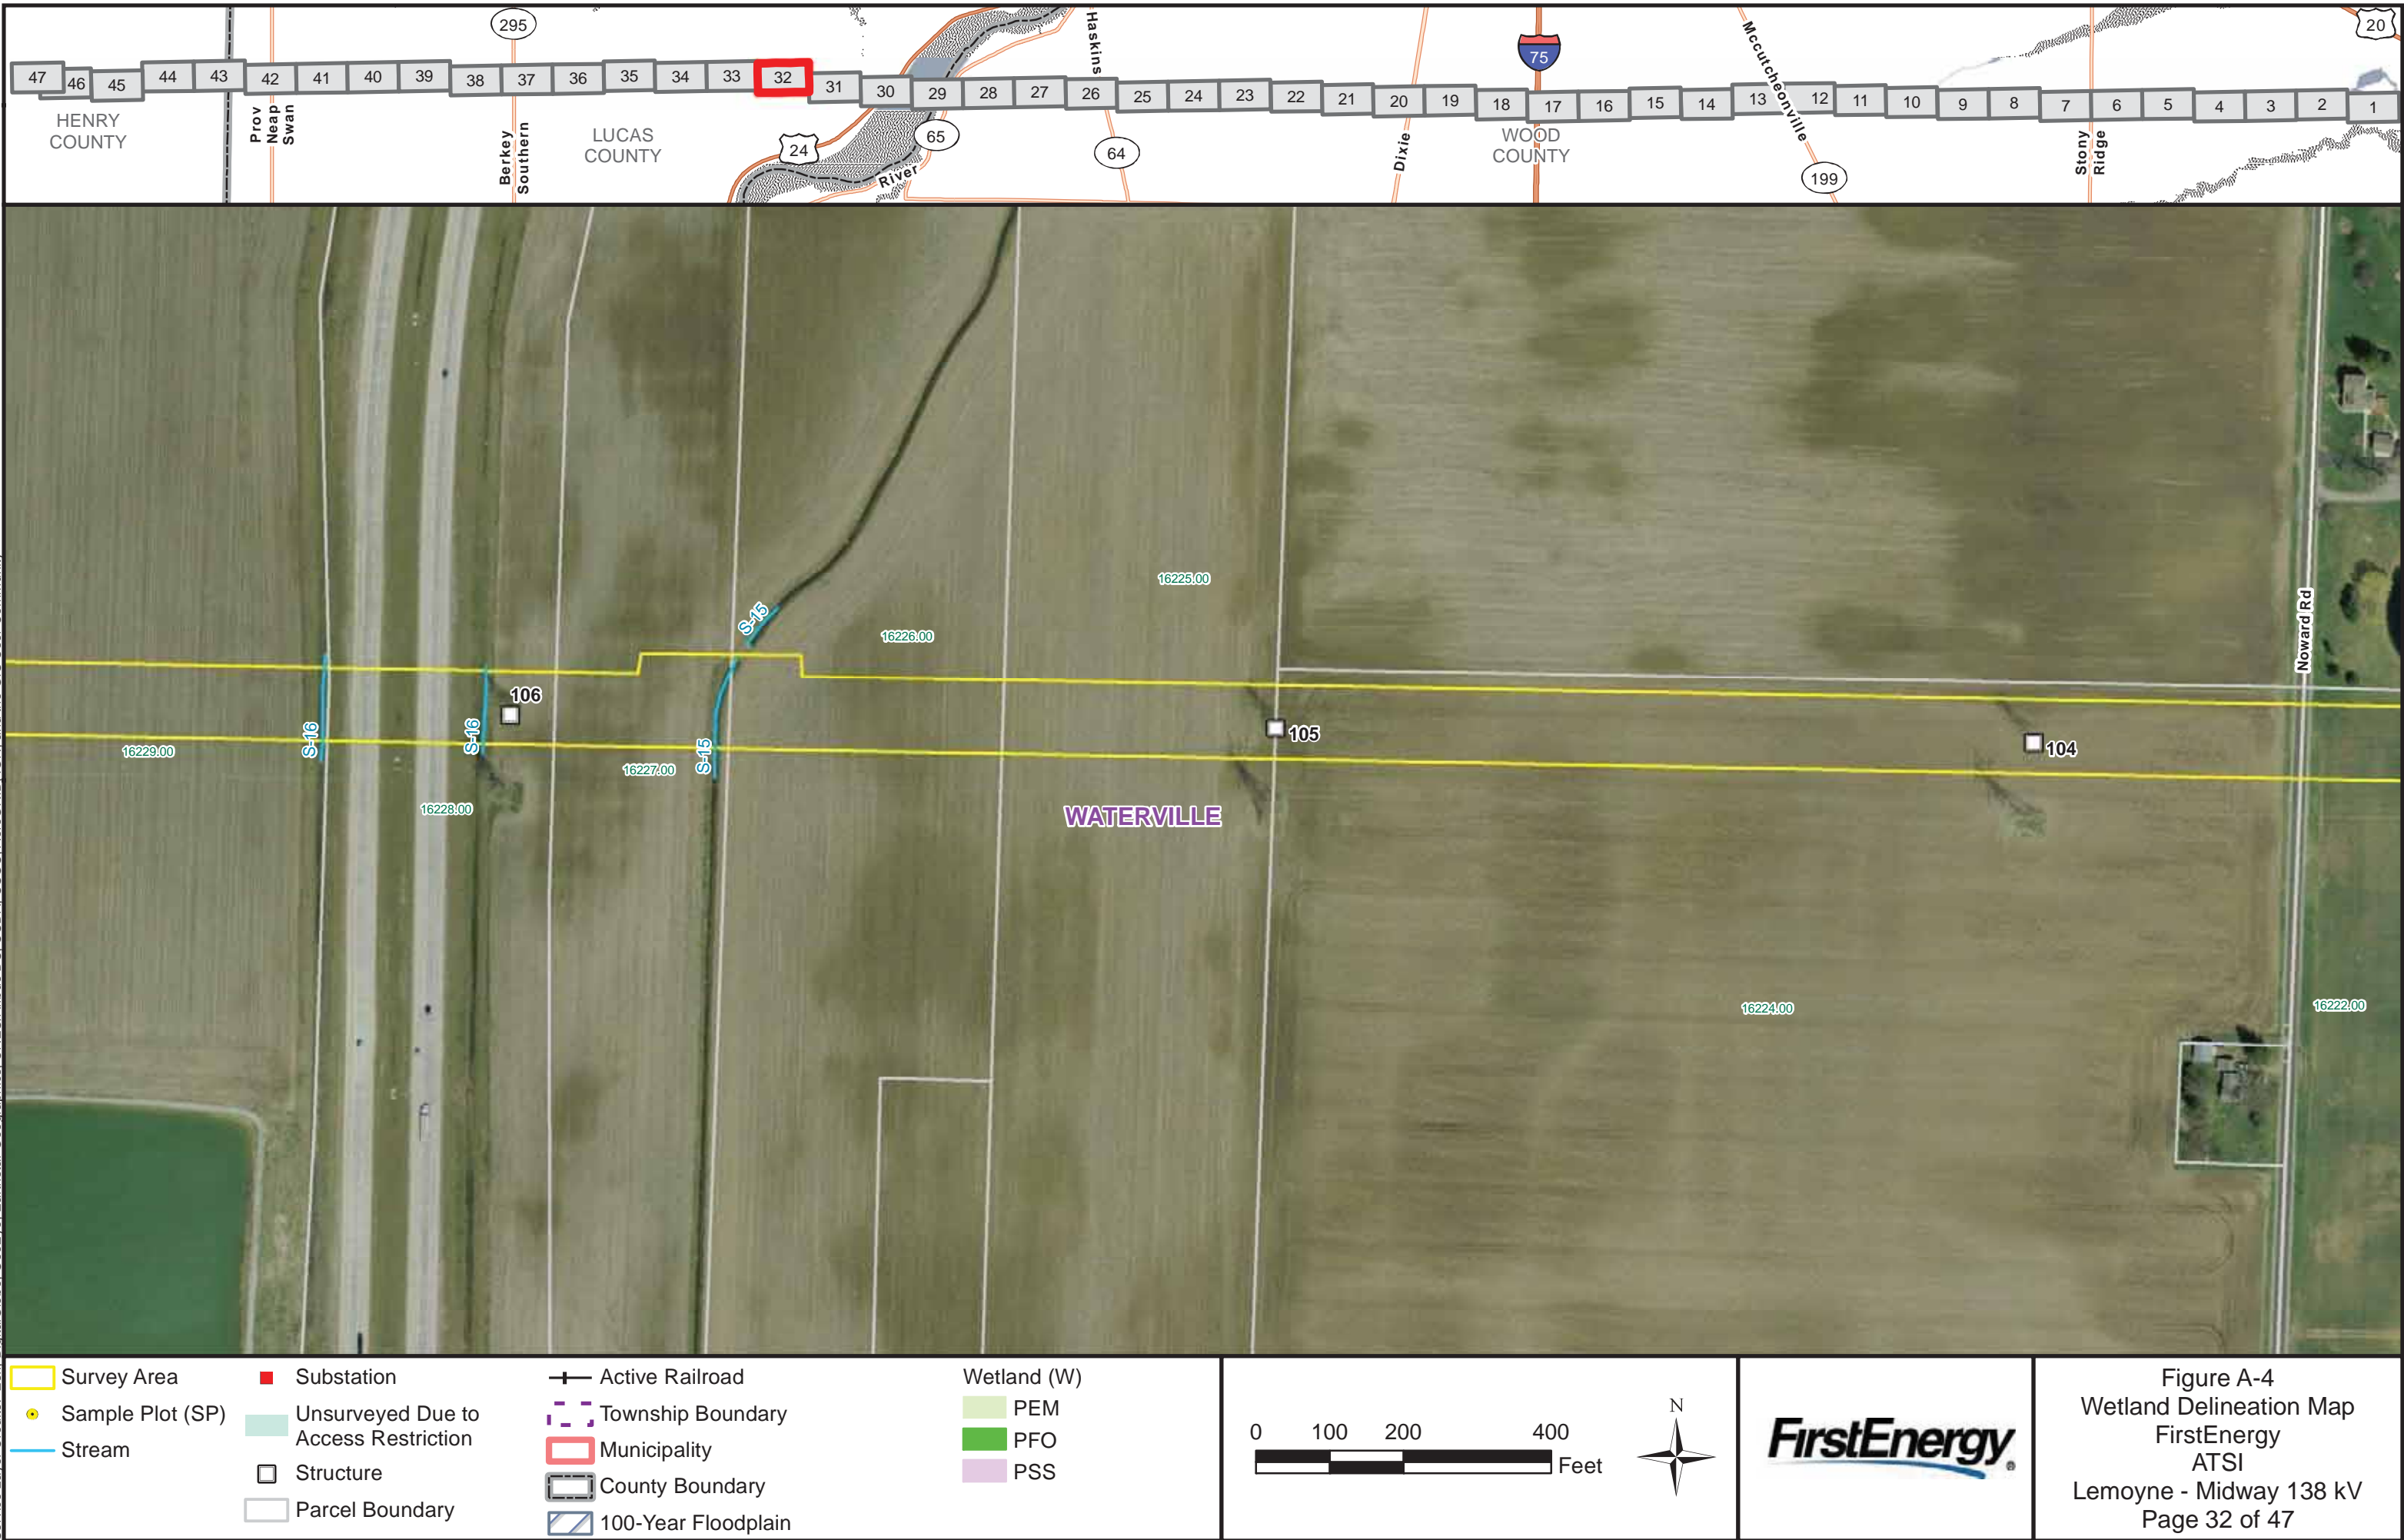 295
20
Haskins
75
Mccutcheonville
47
46
45
44
43
42
41
40
39
38
37
36
35
34
33
32
31
30
29
28
27
26
25
24
23
22
21
20
19
18
17
16
15
14
13
12
11
10
9
8
7
6
5
4
3
2
1
HENRY
COUNTY
Prov
Neap
Swan
Berkey
Southern
LUCAS
COUNTY
24
65
River
64
Dixie
WOOD
COUNTY
199
Stony
Ridge
16225.00
S-15
16226.00
Noward Rd
106
S-16
S-16
S-15
105
104
16229.00
16227.00
16228.00
WATERVILLE
16224.00
16222.00
Survey Area
Sample Plot (SP)
Stream
Substation
Unsurveyed Due to
Access Restriction
Structure
Parcel Boundary
Active Railroad
Township Boundary
Municipality
County Boundary
100-Year Floodplain
Wetland (W)
PEM
PFO
PSS
0 100 200 400
Feet
N
FirstEnergy®
Figure A-4
Wetland Delineation Map
FirstEnergy
ATSI
Lemoyne - Midway 138 kV
Page 32 of 47